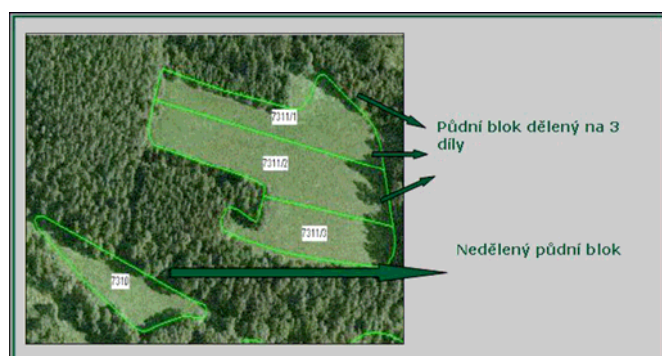 7311/1
Půdní blok dělený na 3
díly
7311/2
7311/3
Nedělený půdní blok
7310